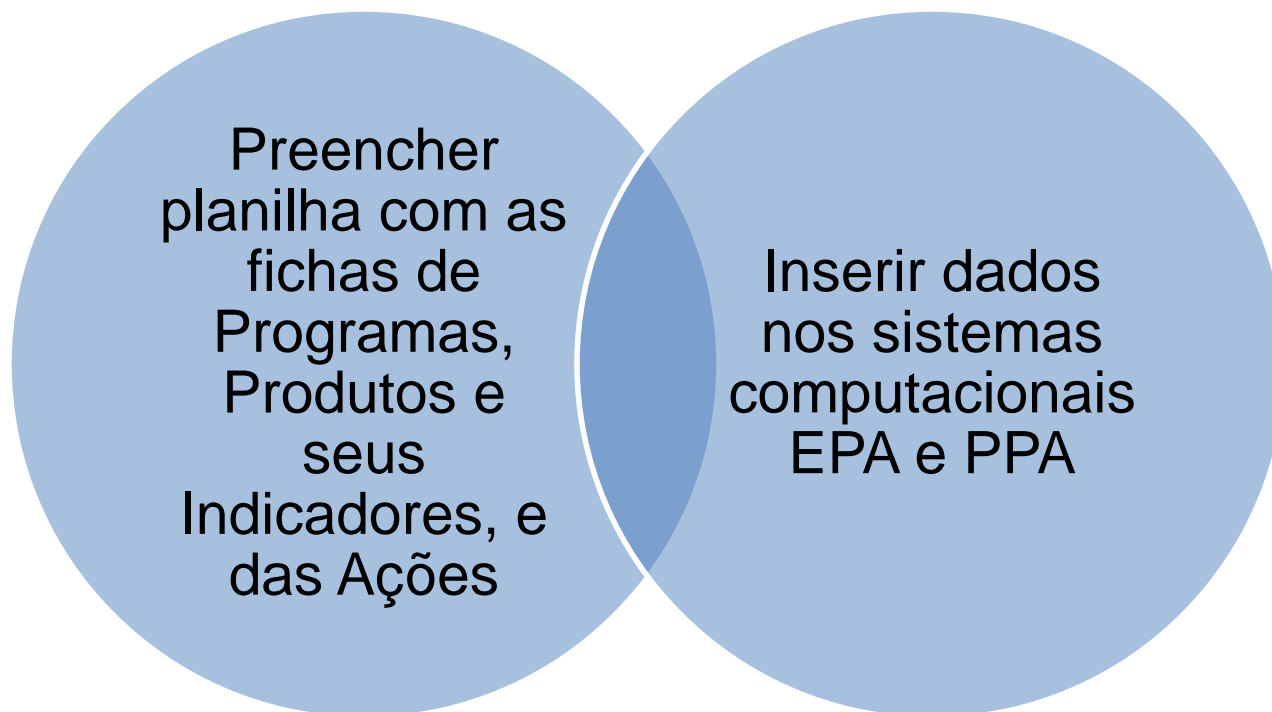 Preencher
planilha com as
fichas de
Programas,
Produtos e
seus
Indicadores, e
das Ações
Inserir dados
nos sistemas
computacionais
EPA e PPA